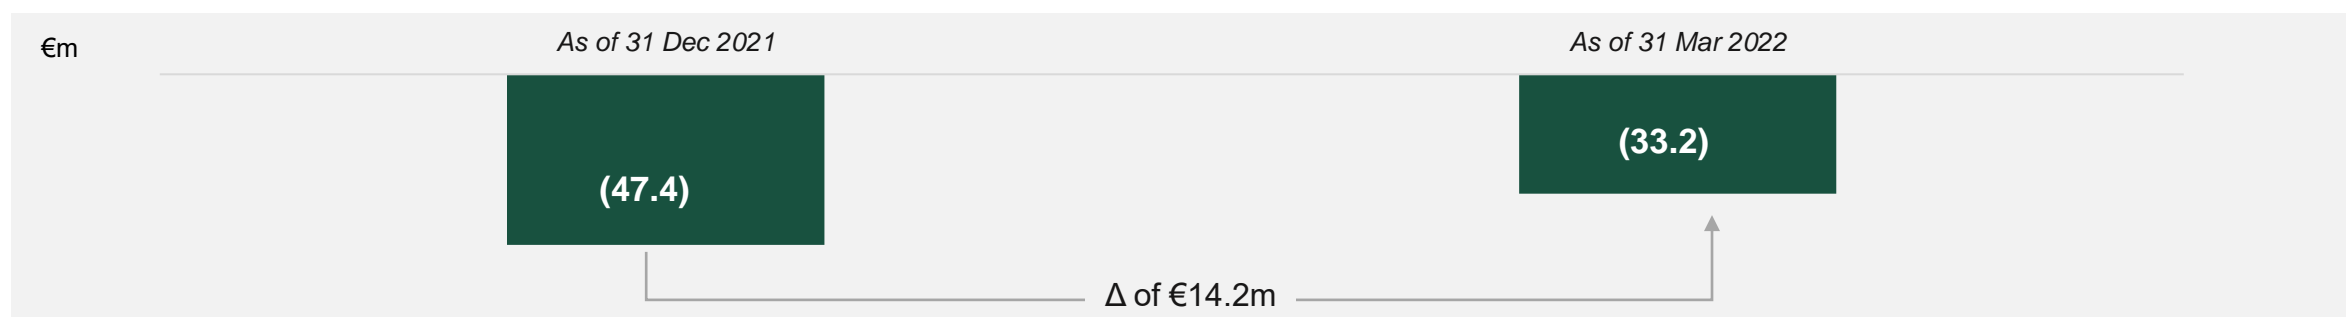 €m
As of 31 Dec 2021
As of 31 Mar 2022
(47.4)
(33.2)
Δ of €14.2m